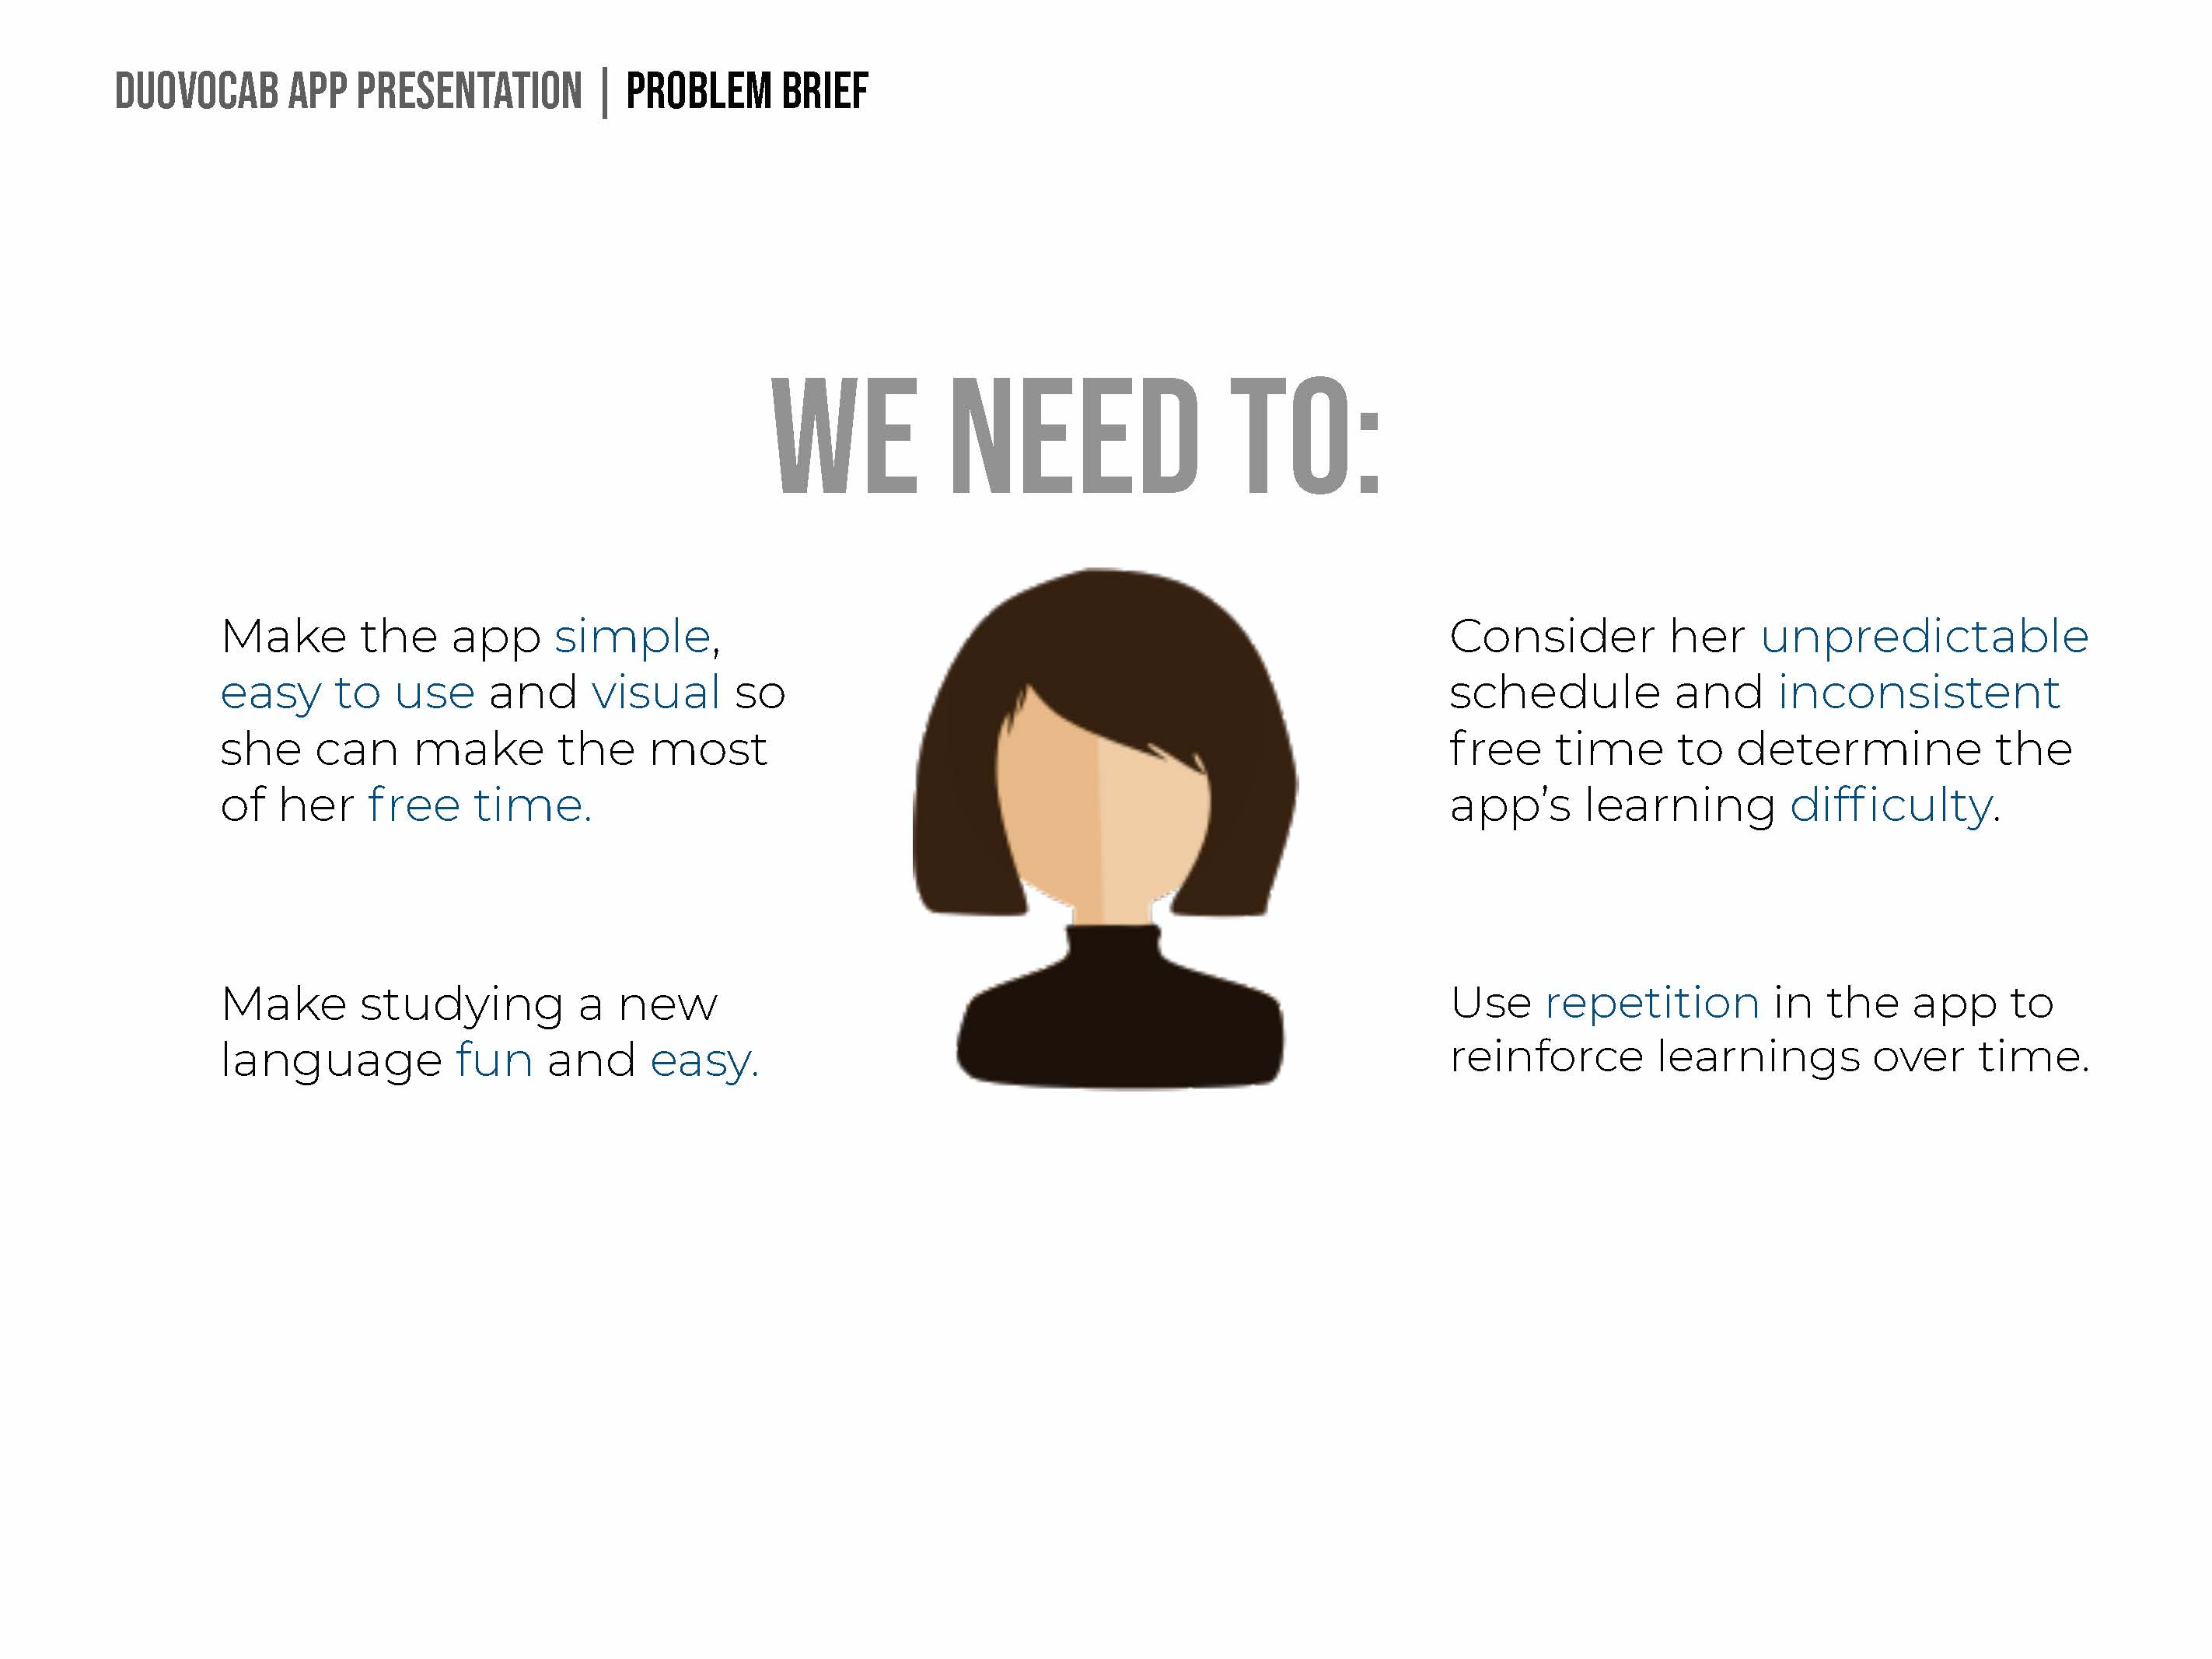 DUOVOCAB APP PRESENTATION | PROBLEM BRIEF
WE NEED TO:
Make the app simple,
easy to use and visual so
she can make the most
of her free time.
Make studying a new
language fun and easy.
Consider her unpredictable
schedule and inconsistent
free time to determine the
app’s learning difficulty.
Use repetition in the app to
reinforce learnings over time.